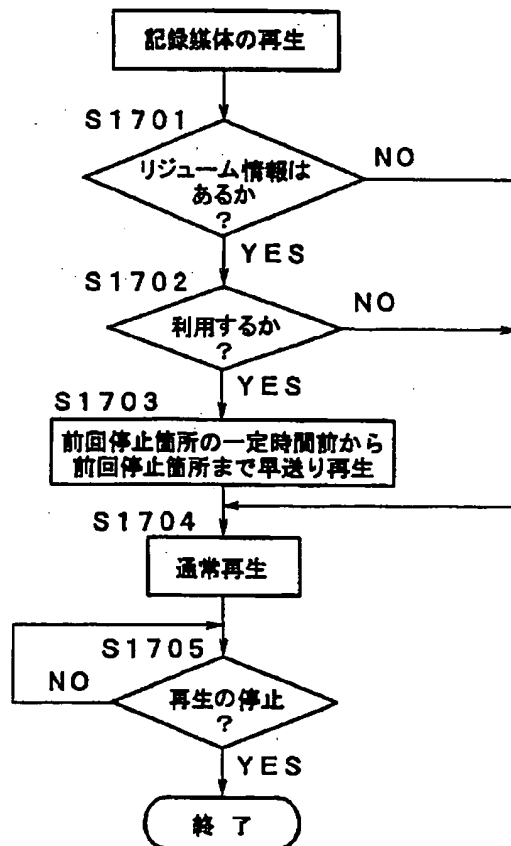 記録媒体の再生
S1701
リジューム情報は
あるか
?
NO
YES
S1702
利用するか
?
NO
YES
S1703
前回停止箇所の一定時間前から
前回停止箇所まで早送り再生
S1704
通常再生
S1705
再生の停止
?
NO
YES
終了